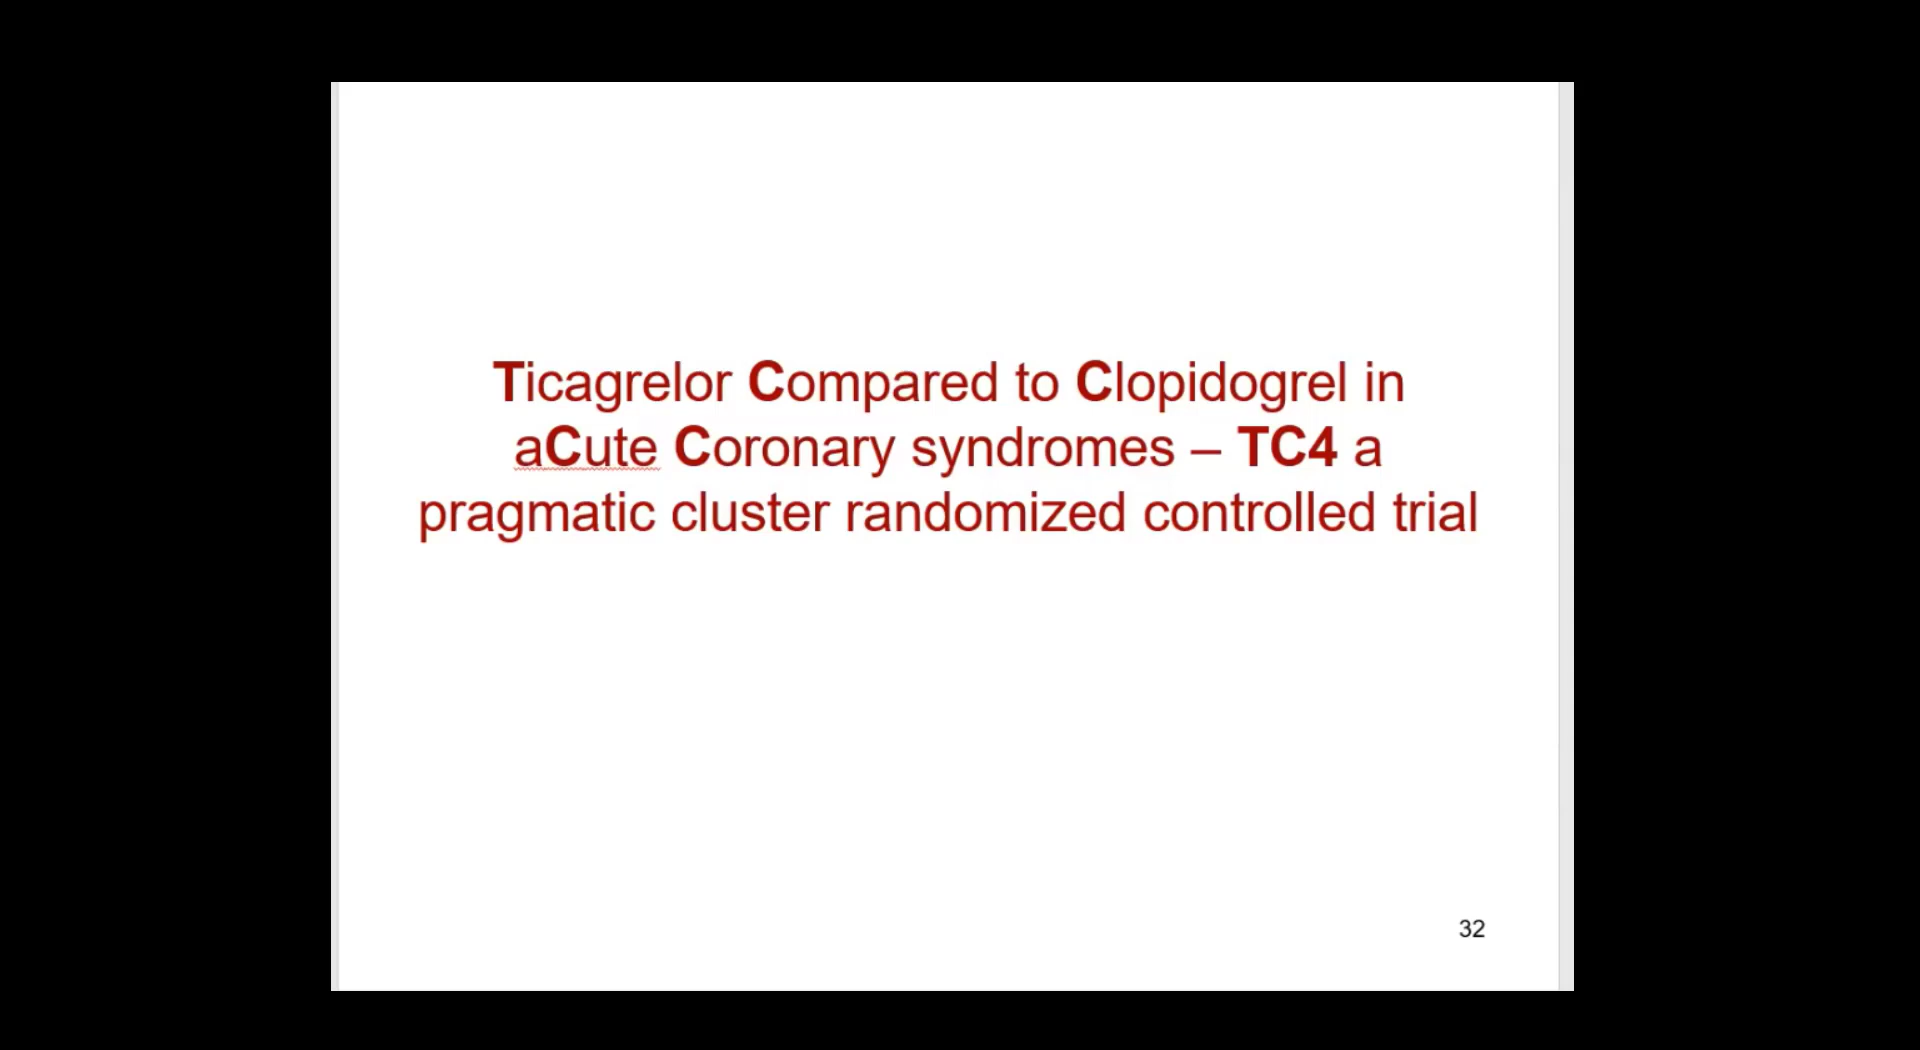 Ticagrelor Compared to Clopidogrel in
aCute Coronary syndromes – TC4 a
pragmatic cluster randomized controlled trial
32